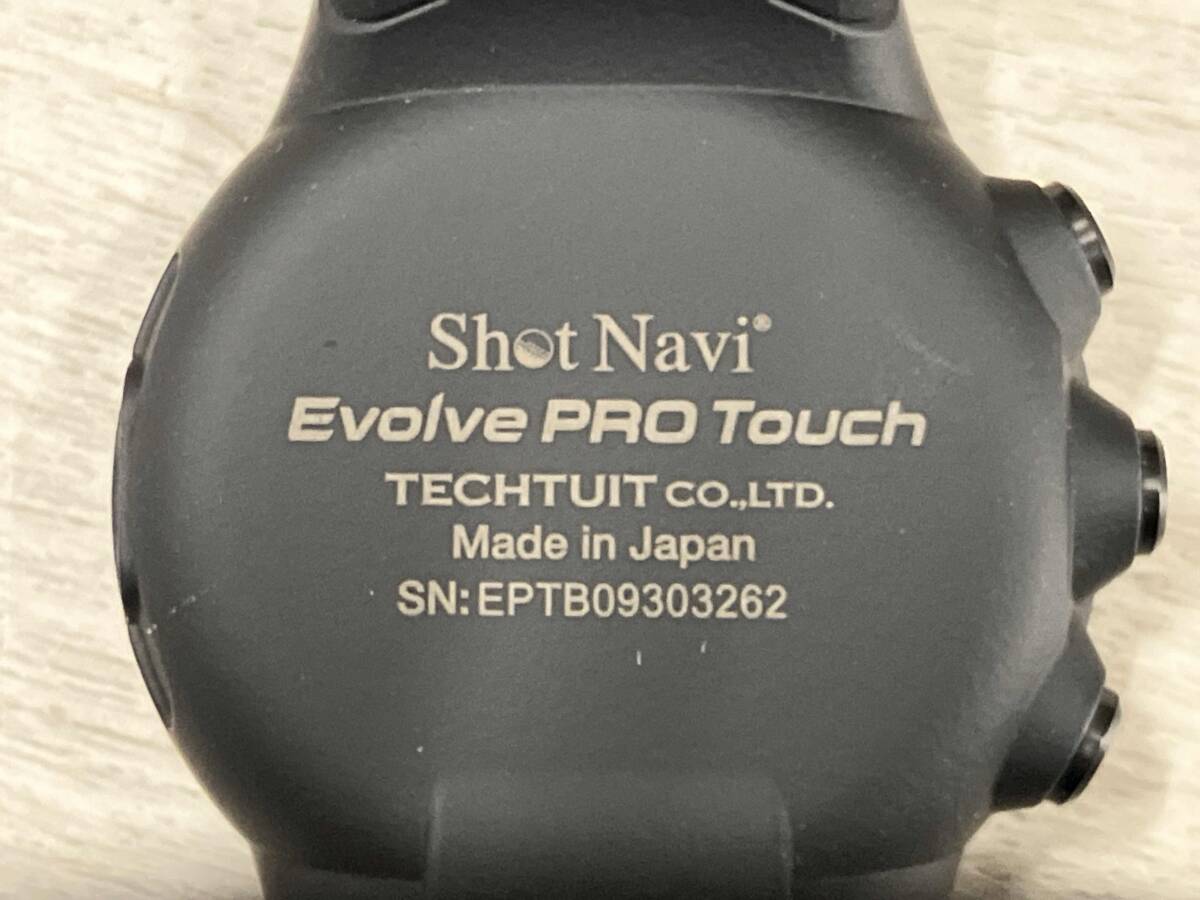 Shot Navi®
Evolve PRO Touch
TECHTUIT CO.,LTD.
Made in Japan
SN: EPTB09303262